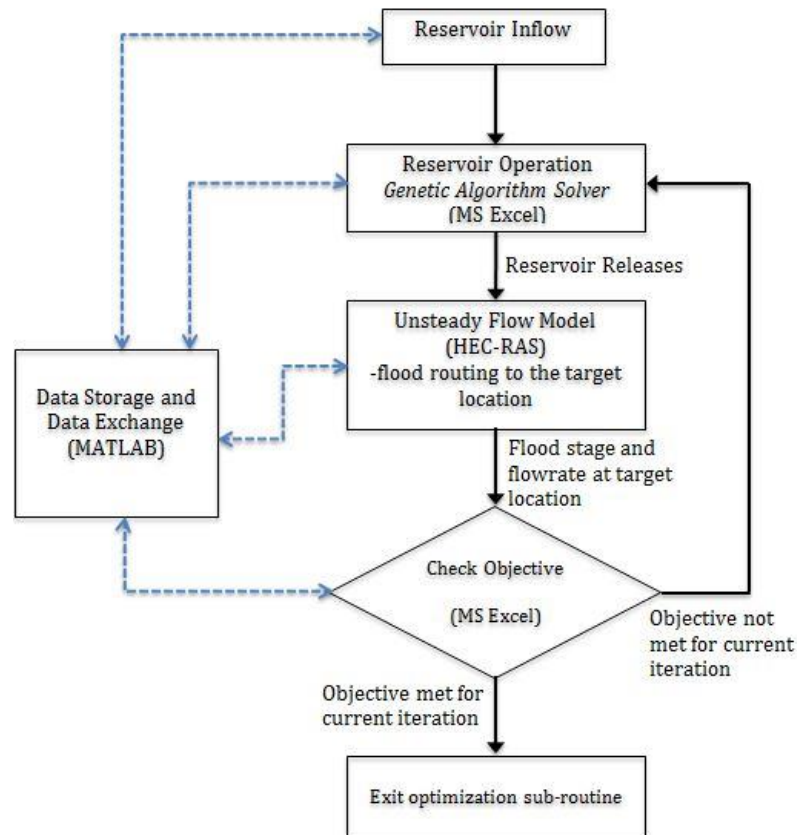 Reservoir Inflow
Reservoir Operation
Genetic Algorithm Solver
(MS Excel)
Reservoir Releases
Unsteady Flow Model
(HEC-RAS)
-flood routing to the target
location
Data Storage and
Data Exchange
(MATLAB)
Flood stage and
flowrate at target
location
Check Objective
(MS Excel)
Objective not
met for current
iteration
Objective met for
current iteration
Exit optimization sub-routine